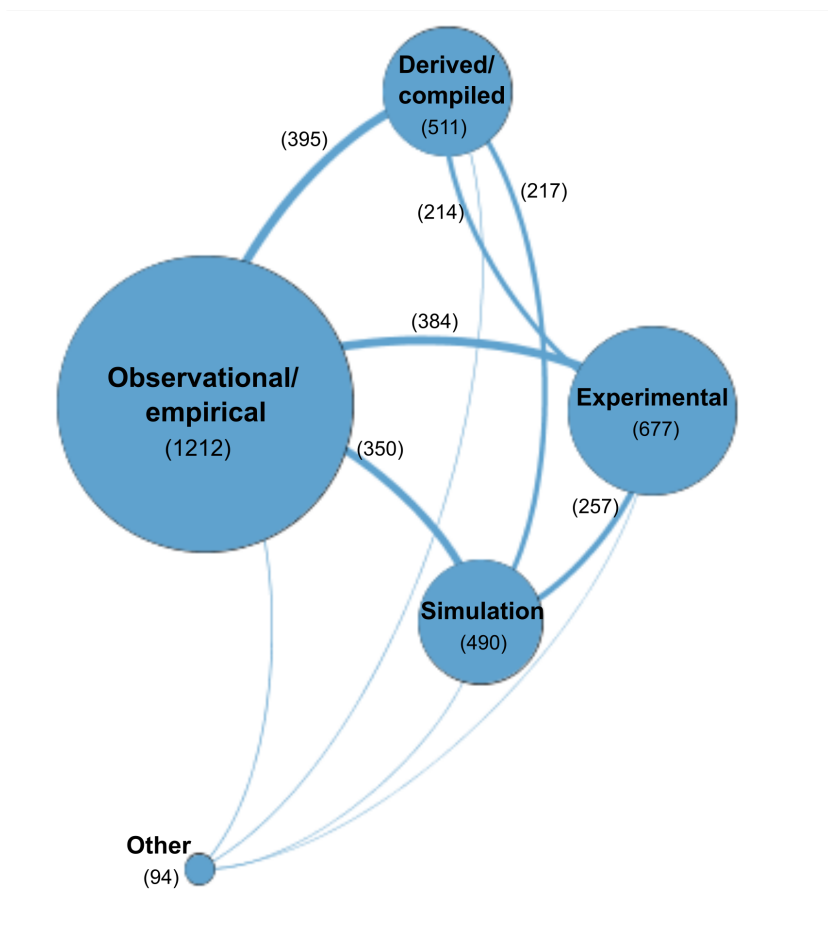 Derived/
compiled
(511)
(395)
(217)
(214)
(384)
Observational/
empirical
(1212)
Experimental
(677)
(350)
(257)
Simulation
(490)
Other
(94)